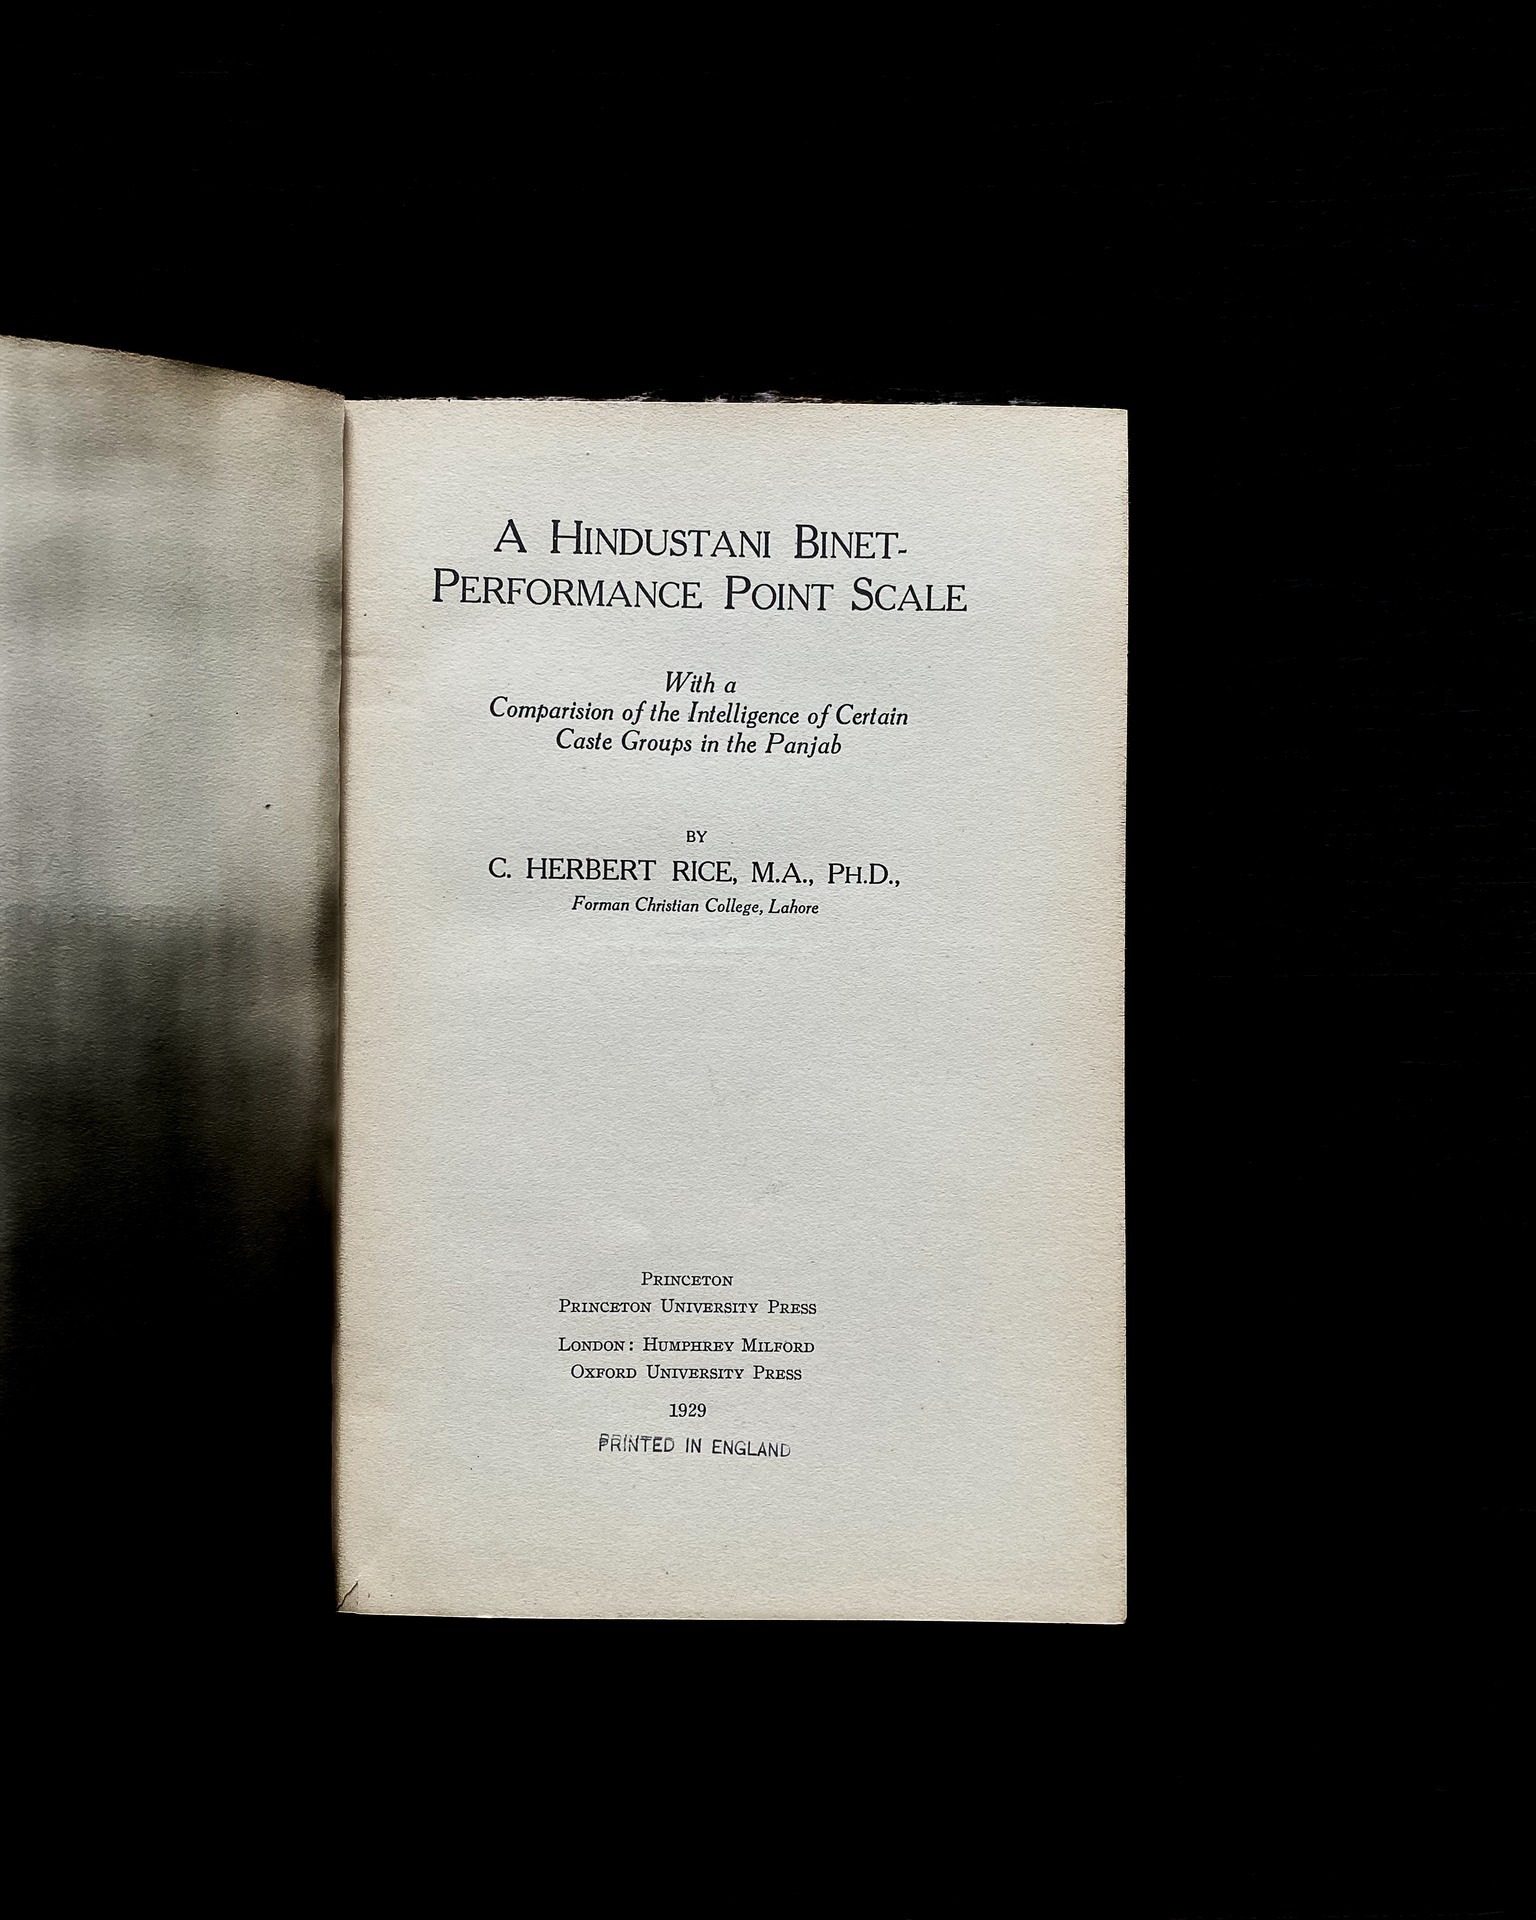 A HINDUSTANI BINET-
PERFORMANCE POINT SCALE
With a
Comparision of the Intelligence of Certain
Caste Groups in the Panjab
BY
C. HERBERT RICE, M.A., PH.D.,
Forman Christian College, Lahore
PRINCETON
PRINCETON UNIVERSITY PRESS
LONDON: HUMPHREY MILFORD
OXFORD UNIVERSITY PRESS
1929
PRINTED IN ENGLAND